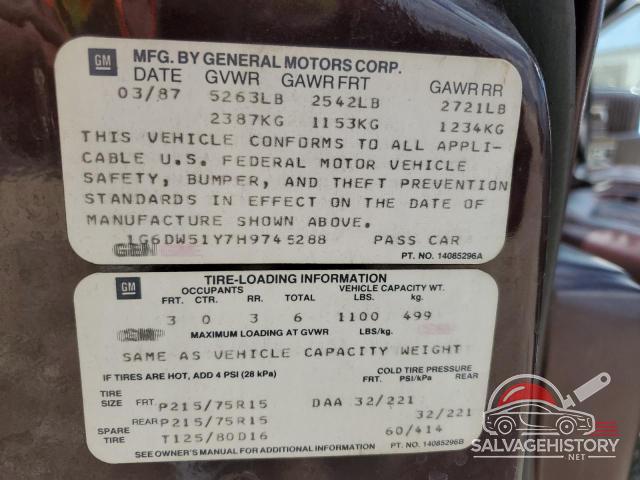 GM
MFG. BY GENERAL MOTORS CORP.
DATE GVWR GAWR FRT GAWR RR
03/87 5263LB 2542LB 2721LB
2387KG 1153KG 1234KG
THIS VEHICLE CONFORMS TO ALL APPLI-
CABLE U.S. FEDERAL MOTOR VEHICLE
SAFETY, BUMPER, AND THEFT PREVENTION
STANDARDS IN EFFECT ON THE DATE OF
MANUFACTURE SHOWN ABOVE.
1G6DW51Y7H9745288 PASS CAR
PT. NO. 14085296A
GM
TIRE-LOADING INFORMATION
OCCUPANTS VEHICLE CAPACITY WT.
FRT. CTR. RR. TOTAL LBS. kg.
3 0 3 6 1100 499
MAXIMUM LOADING AT GVWR LBS/kg.
SAME AS VEHICLE CAPACITY WEIGHT
IF TIRES ARE HOT, ADD 4 PSI (28 kPa) COLD TIRE PRESSURE
FRT. PSI/kPa REAR
TIRE SIZE FRT P215/75R15 DAA 32/221
REAR P215/75R15 32/221
SPARE TIRE T125/80D16 60/414
SEE OWNER'S MANUAL FOR ADDITIONAL INFORMATION PT. NO. 14085296B
SALVAGEHISTORY
.NET